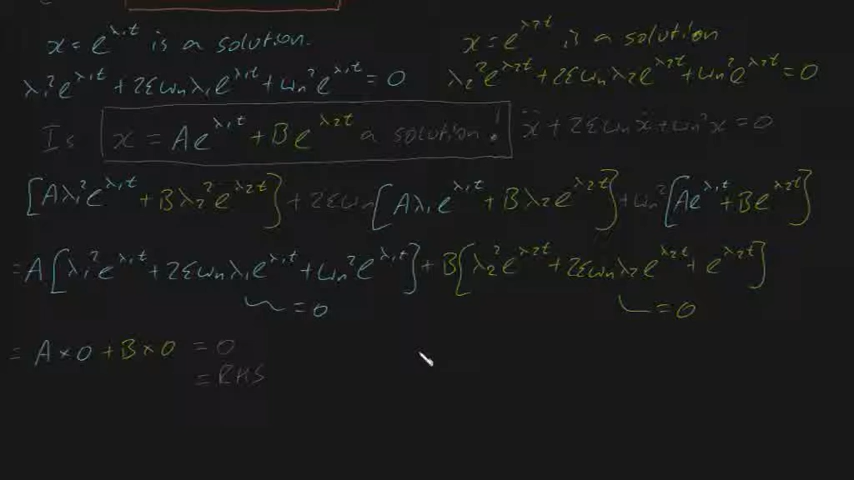 x = e^{λ₁t} is a solution.
x = e^{λ₂t} is a solution
λ₁²e^{λ₁t} + 2ξωnλ₁e^{λ₁t} + ωn²e^{λ₁t} = 0
λ₂²e^{λ₂t} + 2ξωnλ₂e^{λ₂t} + ωn²e^{λ₂t} = 0
Is x = Ae^{λ₁t} + Be^{λ₂t} a solution! ẍ + 2ξωnẋ + ωn²x = 0
[Aλ₁²e^{λ₁t} + Bλ₂²e^{λ₂t}] + 2ξωn[Aλ₁e^{λ₁t} + Bλ₂e^{λ₂t}] + ωn²[Ae^{λ₁t} + Be^{λ₂t}]
= A[λ₁²e^{λ₁t} + 2ξωnλ₁e^{λ₁t} + ωn²e^{λ₁t}] + B[λ₂²e^{λ₂t} + 2ξωnλ₂e^{λ₂t} + e^{λ₂t}]
= 0
= 0
= A × 0 + B × 0 = 0
= RHS